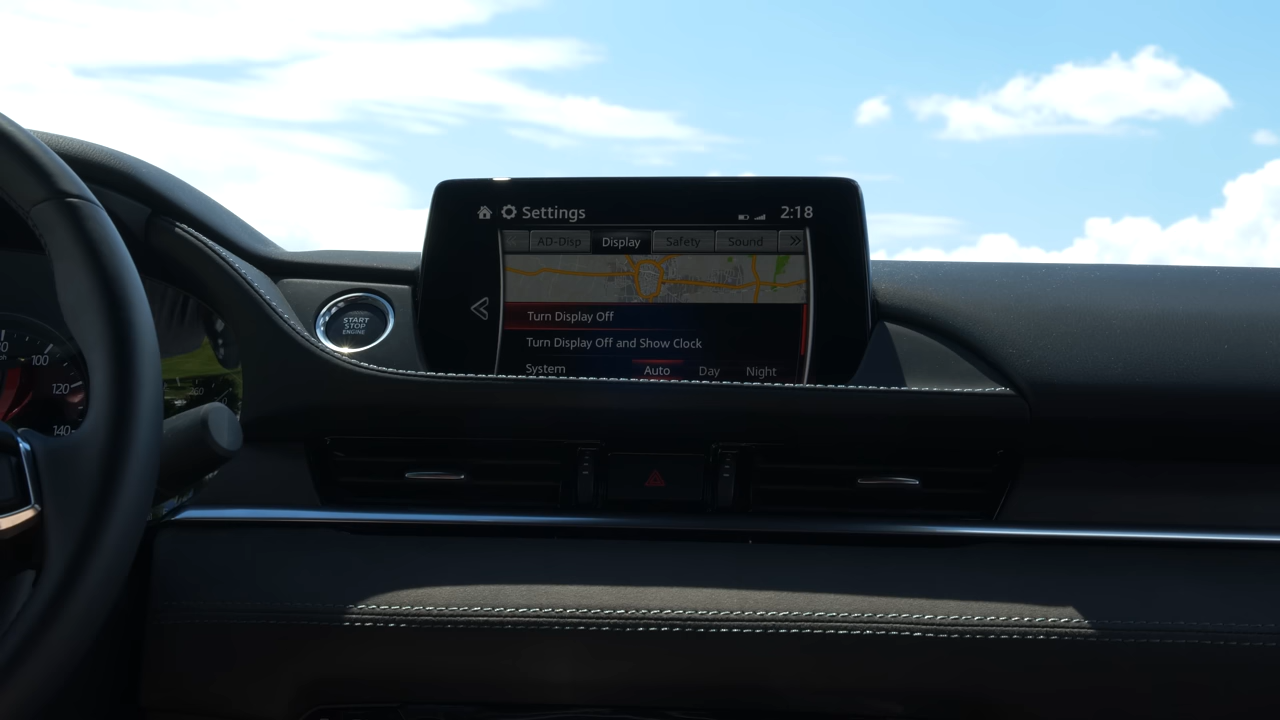 Settings
2:18
AD-Disp Display Safety Sound
Turn Display Off
Turn Display Off and Show Clock
System Auto Day Night
START
STOP
ENGINE
100
120
140